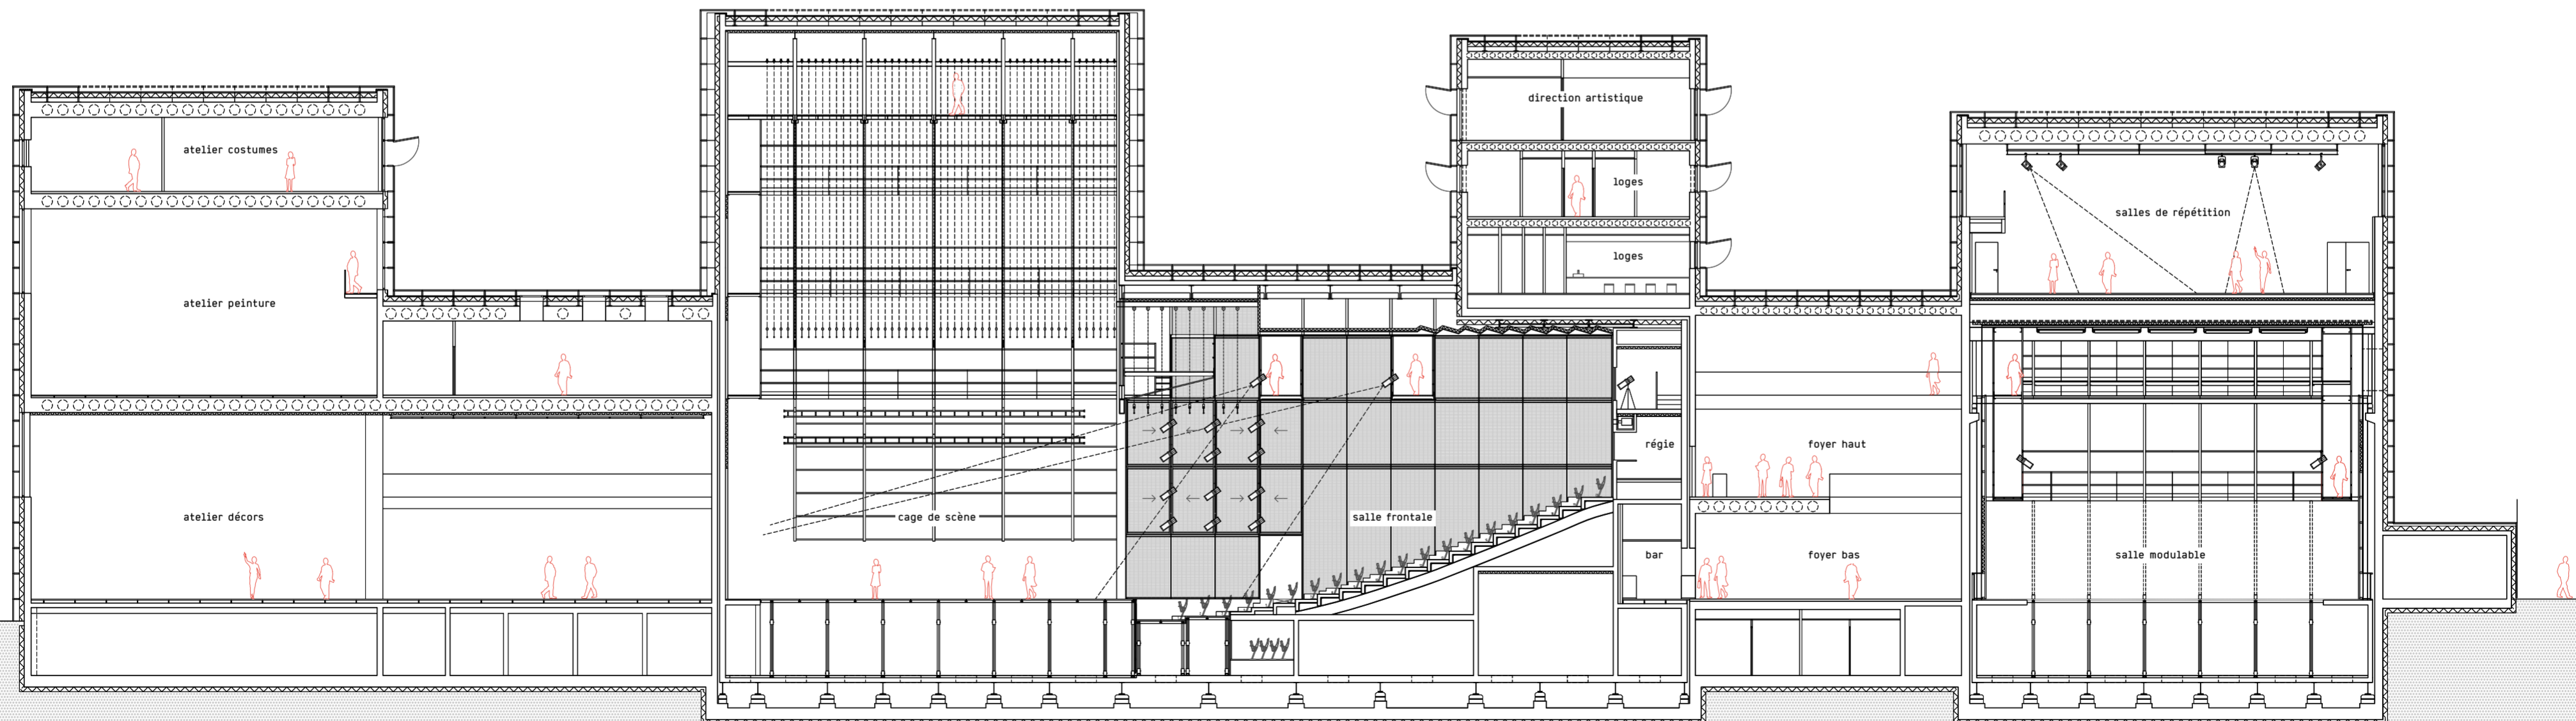 atelier costumes
atelier peinture
atelier décors
cage de scène
salle frontale
direction artistique
loges
loges
régie
bar
foyer haut
foyer bas
salles de répétition
salle modulable